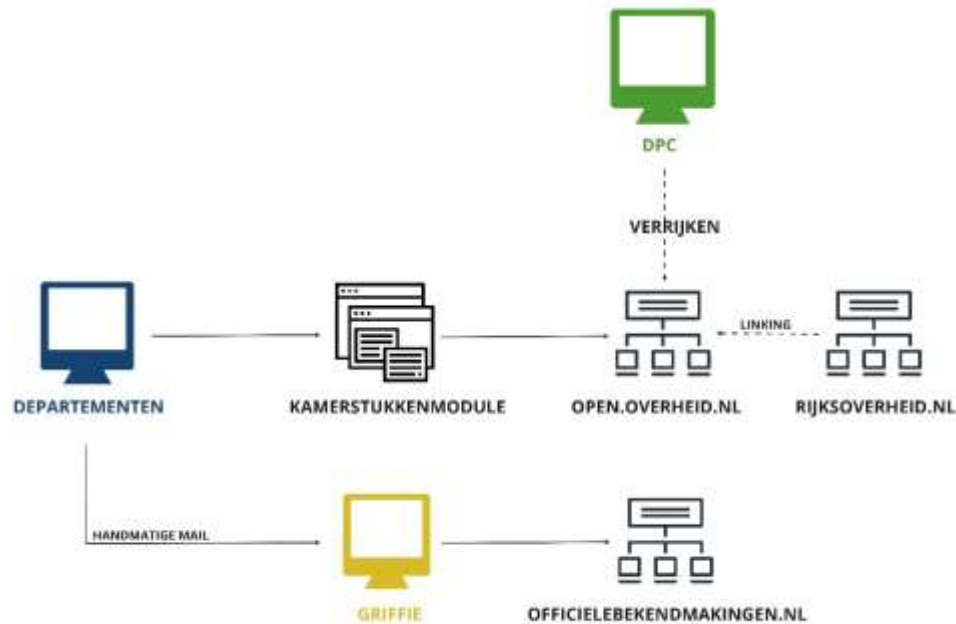 DPC
VERRIJKEN
LINKING
DEPARTEMENTEN
KAMERSTUKKENMODULE
OPEN.OVERHEID.NL
RIJKSOVERHEID.NL
HANDMATIGE MAIL
GRIFFIE
OFFICIELEBEKENDMAKINGEN.NL